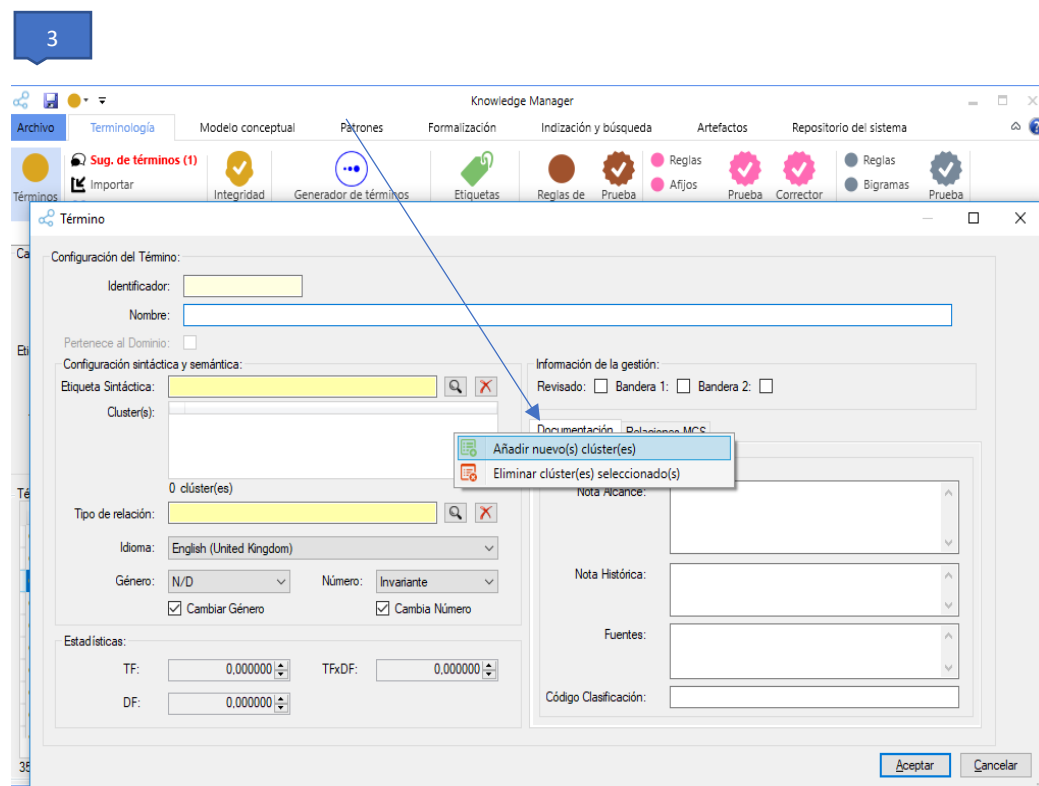 3
Knowledge Manager
Archivo Terminología Modelo conceptual Patrones Formalización Indización y búsqueda Artefactos Repositorio del sistema
Sug. de términos (1) Reglas Reglas
Importar Afijos Bigramas
Términos Integridad Generador de términos Etiquetas Reglas de Prueba Prueba Corrector Prueba
Término
Ca
Configuración del Término:
Identificador:
Nombre:
Eti
Pertenece al Dominio:
Configuración sintáctica y semántica: Información de la gestión:
Etiqueta Sintáctica: Revisado: Bandera 1: Bandera 2:
Cluster(s):
Documentación Relaciones MCS
Añadir nuevo(s) clúster(es)
Eliminar clúster(es) seleccionado(s)
0 clúster(es)
Té
Nota Alcance:
Tipo de relación:
Idioma: English (United Kingdom)
Género: N/D Número: Invariante Nota Histórica:
Cambiar Género Cambia Número
Estadísticas: Fuentes:
TF: 0,000000 TFxDF: 0,000000
DF: 0,000000 Código Clasificación:
35
Aceptar Cancelar